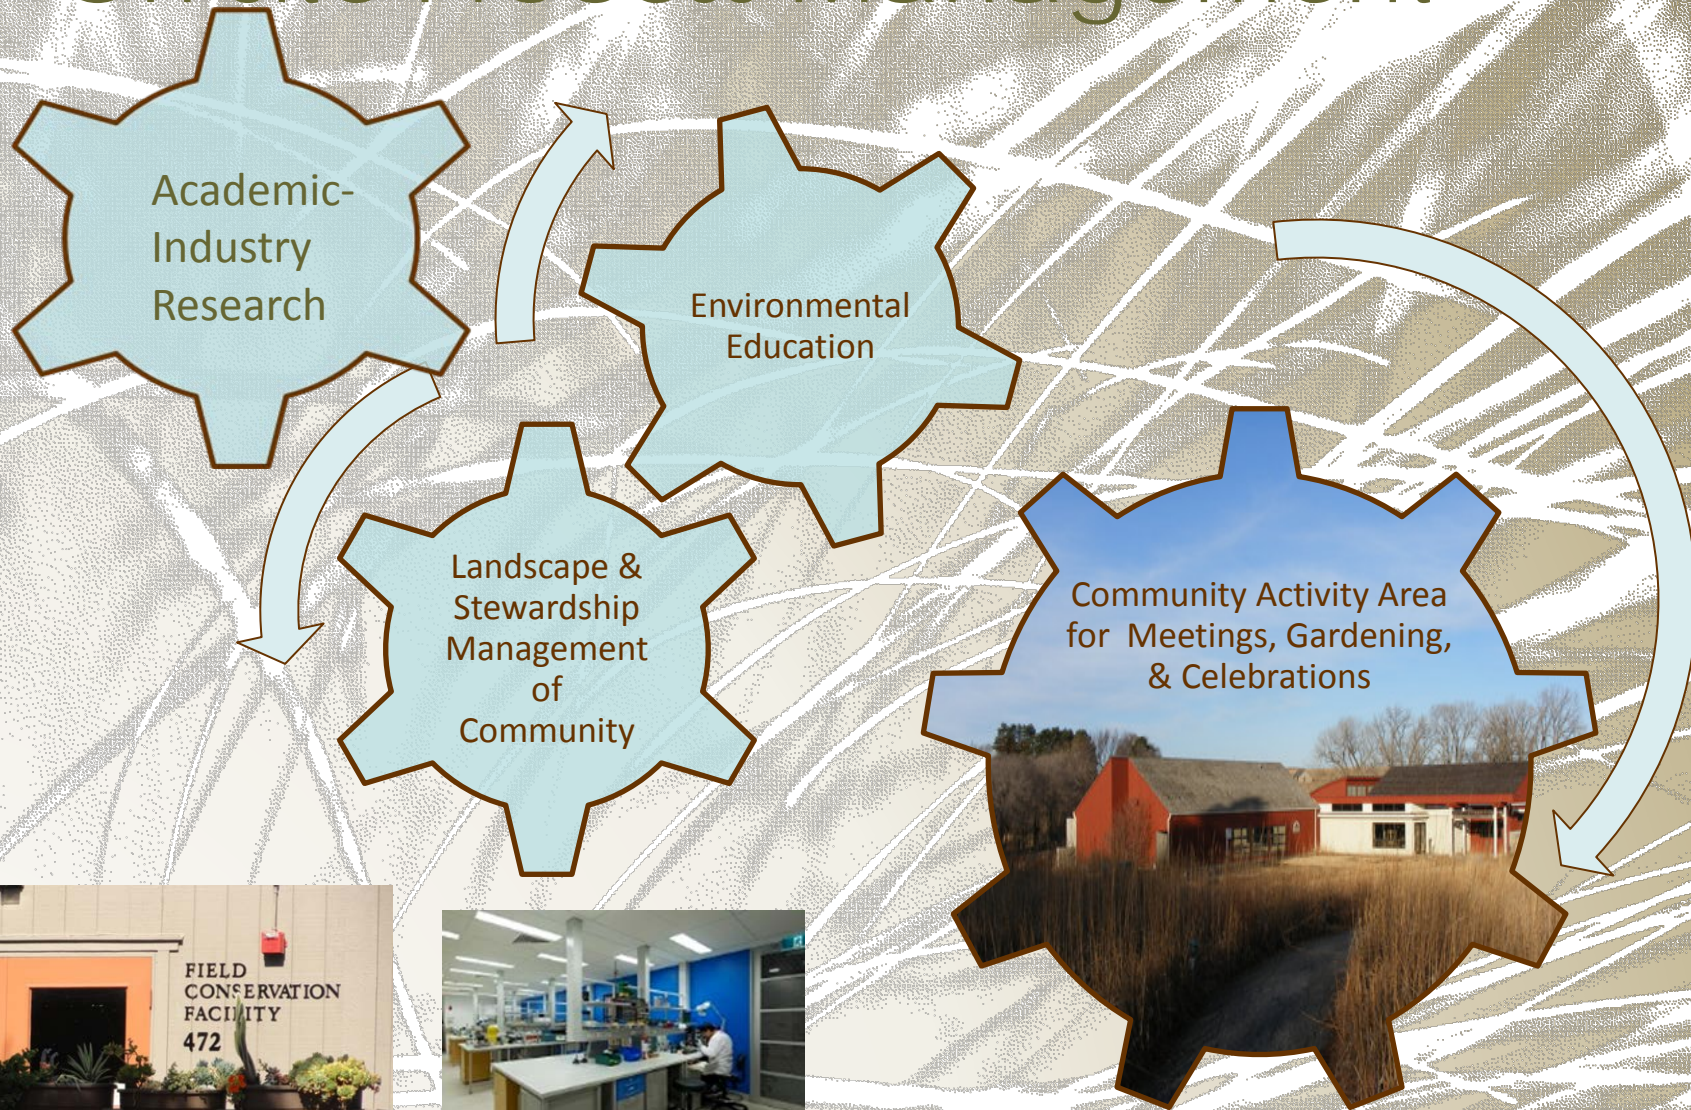 Management
Academic-
Industry
Research
Environmental
Education
Landscape &
Stewardship
Management
of
Community
Community Activity Area
for Meetings, Gardening,
& Celebrations
FIELD
CONSERVATION
FACILITY
472